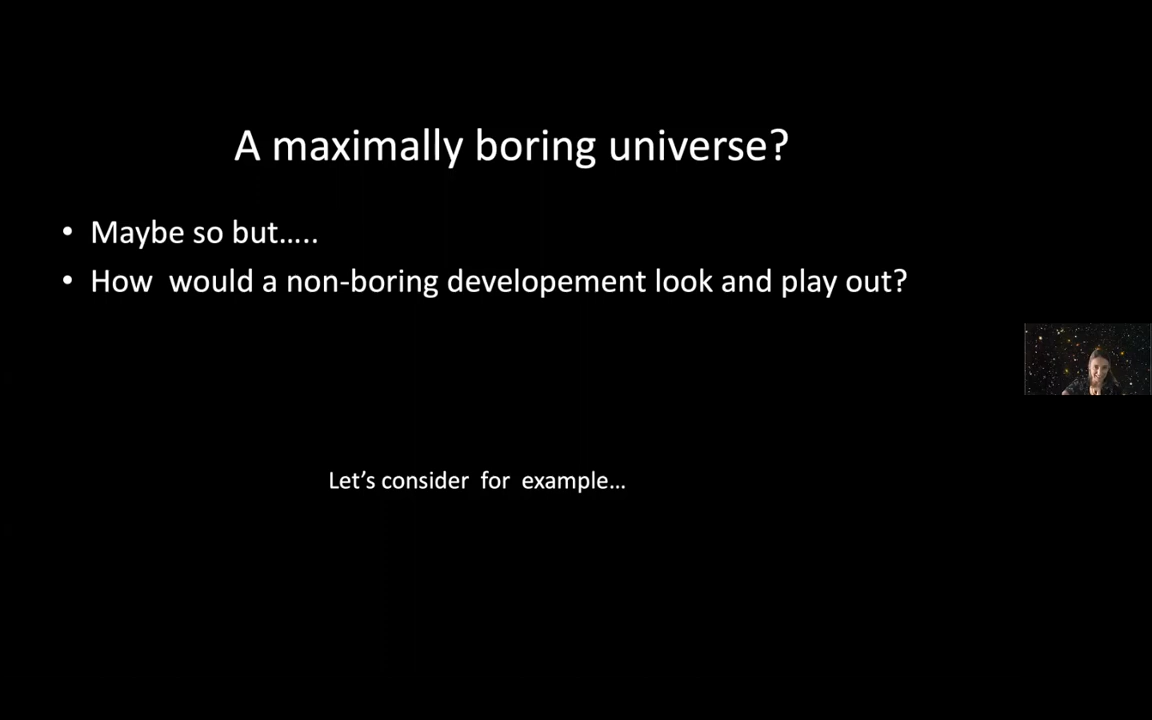 A maximally boring universe?
• Maybe so but.....
• How  would a non-boring developement look and play out?
Let's consider  for  example...